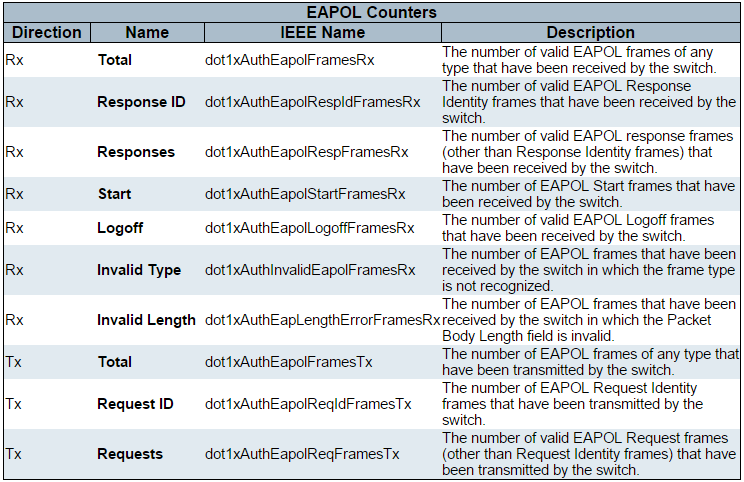 EAPOL Counters
Direction Name IEEE Name Description
Rx Total dot1xAuthEapolFramesRx The number of valid EAPOL frames of any
type that have been received by the switch.
Rx Response ID dot1xAuthEapolRespIdFramesRx The number of valid EAPOL Response
Identity frames that have been received by the
switch.
Rx Responses dot1xAuthEapolRespFramesRx The number of valid EAPOL response frames
(other than Response Identity frames) that
have been received by the switch.
Rx Start dot1xAuthEapolStartFramesRx The number of EAPOL Start frames that have
been received by the switch.
Rx Logoff dot1xAuthEapolLogoffFramesRx The number of valid EAPOL Logoff frames
that have been received by the switch.
Rx Invalid Type dot1xAuthInvalidEapolFramesRx The number of EAPOL frames that have been
received by the switch in which the frame type
is not recognized.
Rx Invalid Length dot1xAuthEapLengthErrorFramesRx The number of EAPOL frames that have been
received by the switch in which the Packet
Body Length field is invalid.
Tx Total dot1xAuthEapolFramesTx The number of EAPOL frames of any type that
have been transmitted by the switch.
Tx Request ID dot1xAuthEapolReqIdFramesTx The number of EAPOL Request Identity
frames that have been transmitted by the
switch.
Tx Requests dot1xAuthEapolReqFramesTx The number of valid EAPOL Request frames
(other than Request Identity frames) that have
been transmitted by the switch.